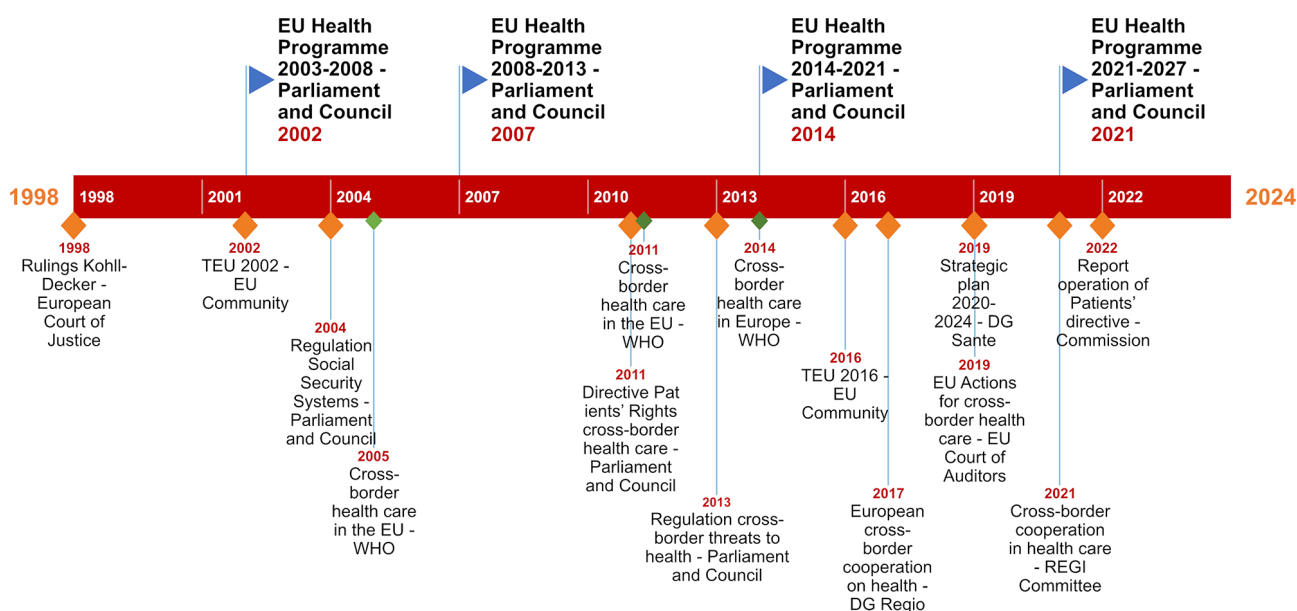 EU Health
Programme
2003-2008 -
Parliament
and Council
2002
EU Health
Programme
2008-2013 -
Parliament
and Council
2007
EU Health
Programme
2014-2021 -
Parliament
and Council
2014
EU Health
Programme
2021-2027 -
Parliament
and Council
2021
1998
1998
2001
2004
2007
2010
2013
2016
2019
2022
2024
1998
Rulings Kohll-
Decker -
European
Court of
Justice
2002
TEU 2002 -
EU
Community
2004
Regulation
Social
Security
Systems -
Parliament
and Council
2005
Cross-
border
health care
in the EU -
WHO
2011
Cross-
border
health care
in the EU -
WHO
2011
Directive Pat
ients’ Rights
cross-border
health care -
Parliament
and Council
2013
Regulation cross-
border threats to
health - Parliament
and Council
2014
Cross-
border
health care
in Europe -
WHO
2016
TEU 2016 -
EU
Community
2017
European
cross-
border
cooperation
on health -
DG Regio
2019
Strategic
plan
2020-
2024 - DG
Sante
2019
EU Actions
for cross-
border health
care - EU
Court of
Auditors
2021
Cross-border
cooperation
in health care
- REGI
Committee
2022
Report
operation of
Patients’
directive -
Commission